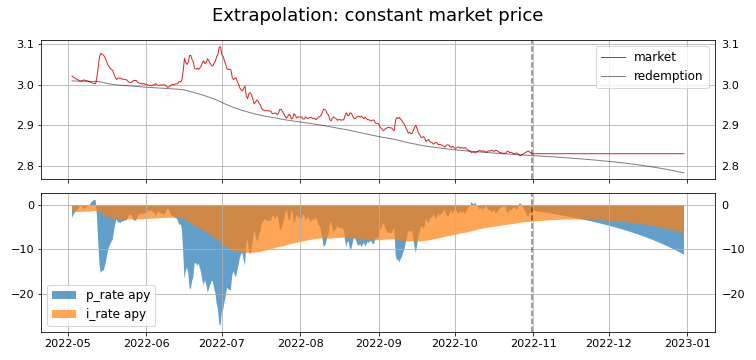 Extrapolation: constant market price
3.1
3.0
2.9
2.8
3.1
3.0
2.9
2.8
market
redemption
0
−10
−20
0
−10
−20
p_rate apy
i_rate apy
2022-05 2022-06 2022-07 2022-08 2022-09 2022-10 2022-11 2022-12 2023-01